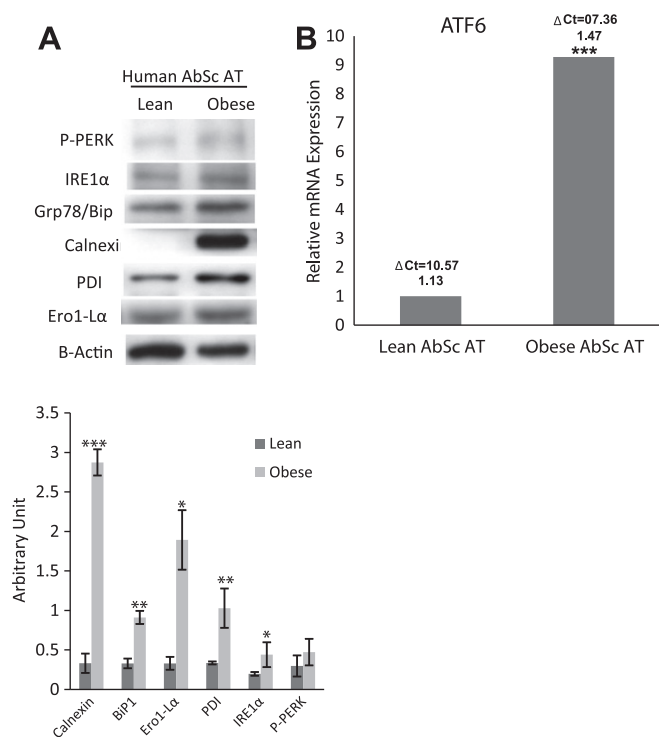 A
Human AbSc AT
Lean Obese
P-PERK
IRE1α
Grp78/Bip
Calnexi
PDI
Ero1-Lα
B-Actin
B
ATF6
ΔCt=07.36
1.47
***
ΔCt=10.57
1.13
Relative mRNA Expression
10
9
8
7
6
5
4
3
2
1
0
Lean AbSc AT Obese AbSc AT
Arbitrary Unit
3.5
3
2.5
2
1.5
1
0.5
0
***
**
*
**
*
Lean
Obese
Calnexin
BiP1
Ero1-Lα
PDI
IRE1α
P-PERK